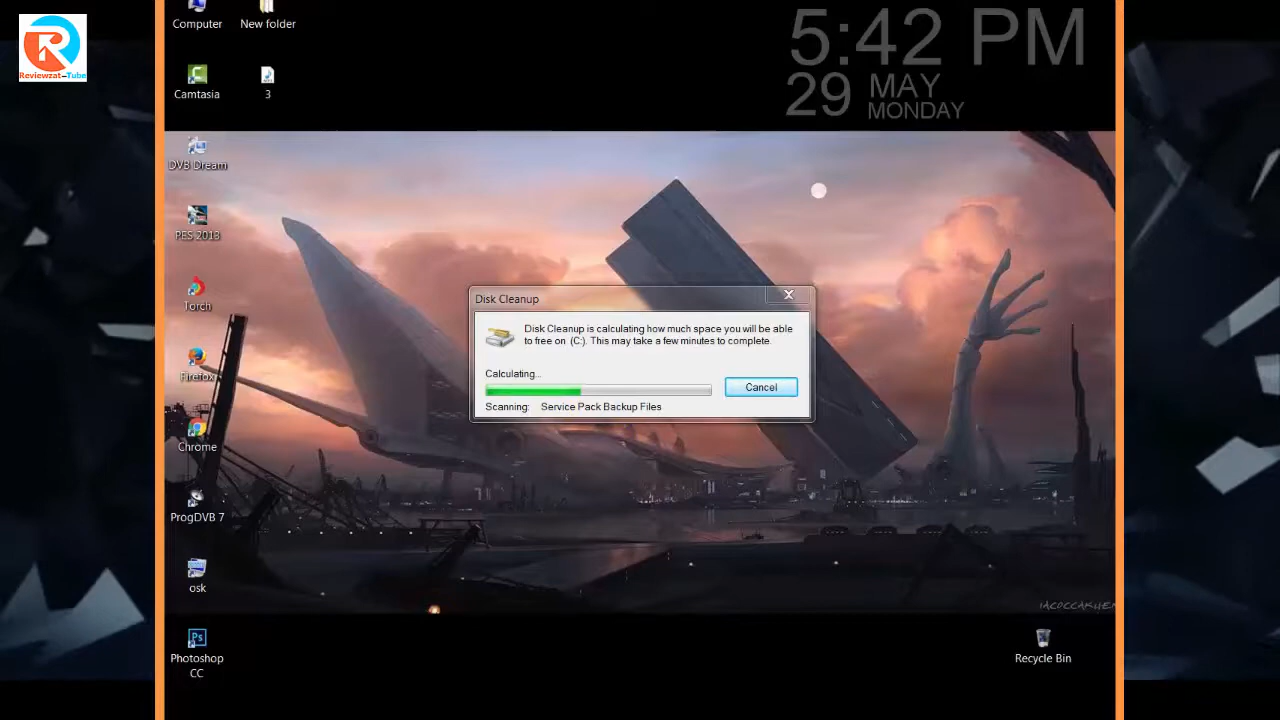 Reviewzat-Tube
Computer
New folder
5:42 PM
29
MAY
MONDAY
Camtasia
3
DVB Dream
PES 2013
Torch
Firefox
Chrome
ProgDVB 7
osk
Ps
Photoshop
CC
Disk Cleanup
Disk Cleanup is calculating how much space you will be able
to free on (C:). This may take a few minutes to complete.
Calculating...
Cancel
Scanning: Service Pack Backup Files
Recycle Bin